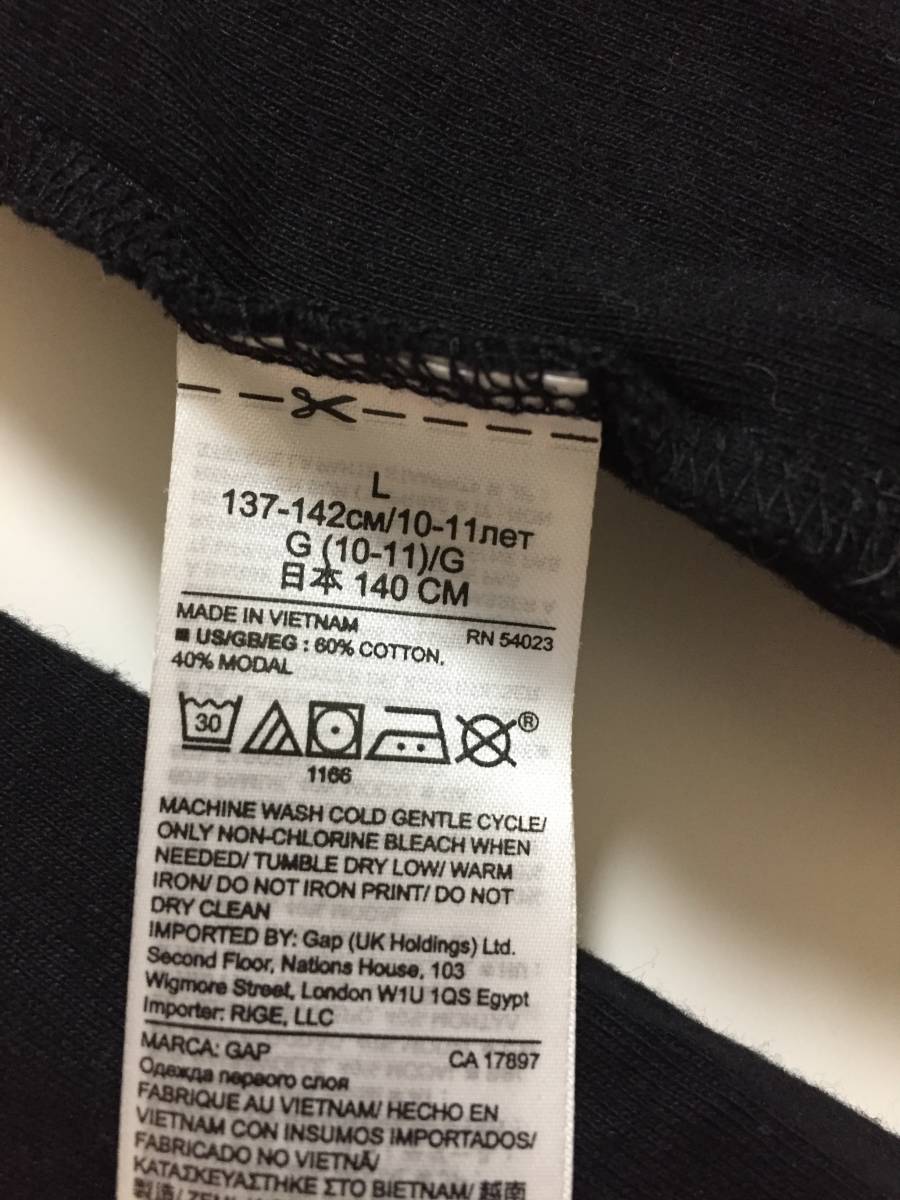 L
137-142см/10-11лет
G (10-11)/G
日本 140 CM
MADE IN VIETNAM
RN 54023
■ US/GB/EG : 60% COTTON,
40% MODAL
30
®
1166
MACHINE WASH COLD GENTLE CYCLE/
ONLY NON-CHLORINE BLEACH WHEN
NEEDED/ TUMBLE DRY LOW/ WARM
IRON/ DO NOT IRON PRINT/ DO NOT
DRY CLEAN
IMPORTED BY: Gap (UK Holdings) Ltd.
Second Floor, Nations House, 103
Wigmore Street, London W1U 1QS Egypt
Importer: RIGE, LLC
MARCA: GAP
CA 17897
Одежда первого слоя
FABRIQUE AU VIETNAM/ HECHO EN
VIETNAM CON INSUMOS IMPORTADOS/
FABRICADO NO VIETNÃ/
ΚΑΤΑΣΚΕΥΑΣΤΗΚΕ ΣΤΟ ΒΙΕΤΝΑΜ/ 越南
製造/